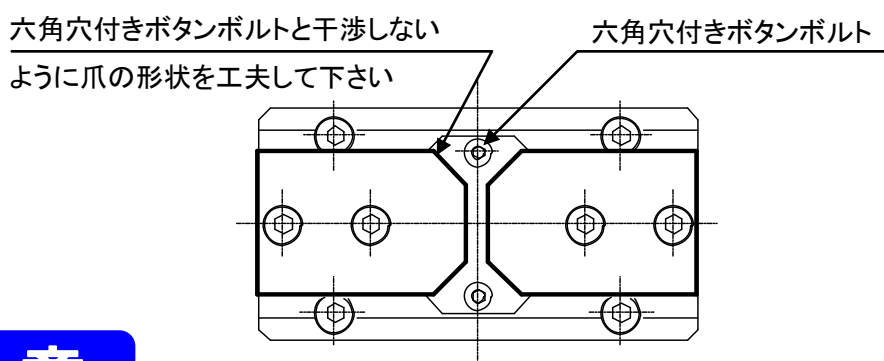 六角穴付きボタンボルトと干渉しない
ように爪の形状を工夫して下さい
六角穴付きボタンボルト